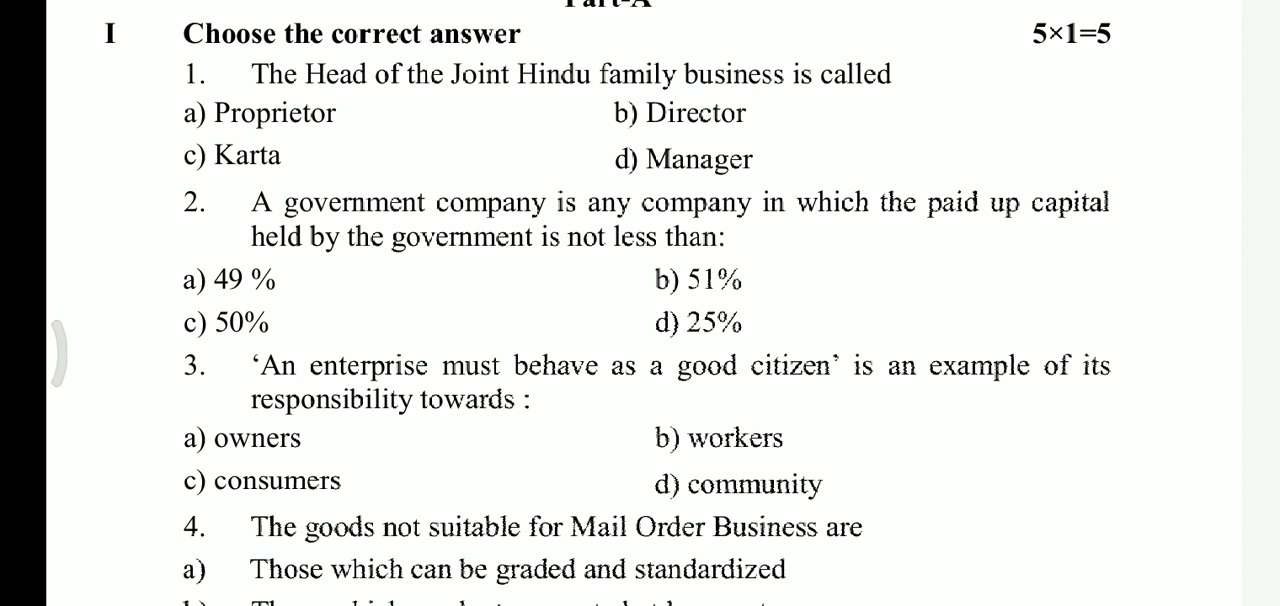 I Choose the correct answer 5×1=5
1. The Head of the Joint Hindu family business is called
a) Proprietor b) Director
c) Karta d) Manager
2. A government company is any company in which the paid up capital
held by the government is not less than:
a) 49 % b) 51%
c) 50% d) 25%
3. ‘An enterprise must behave as a good citizen’ is an example of its
responsibility towards :
a) owners b) workers
c) consumers d) community
4. The goods not suitable for Mail Order Business are
a) Those which can be graded and standardized